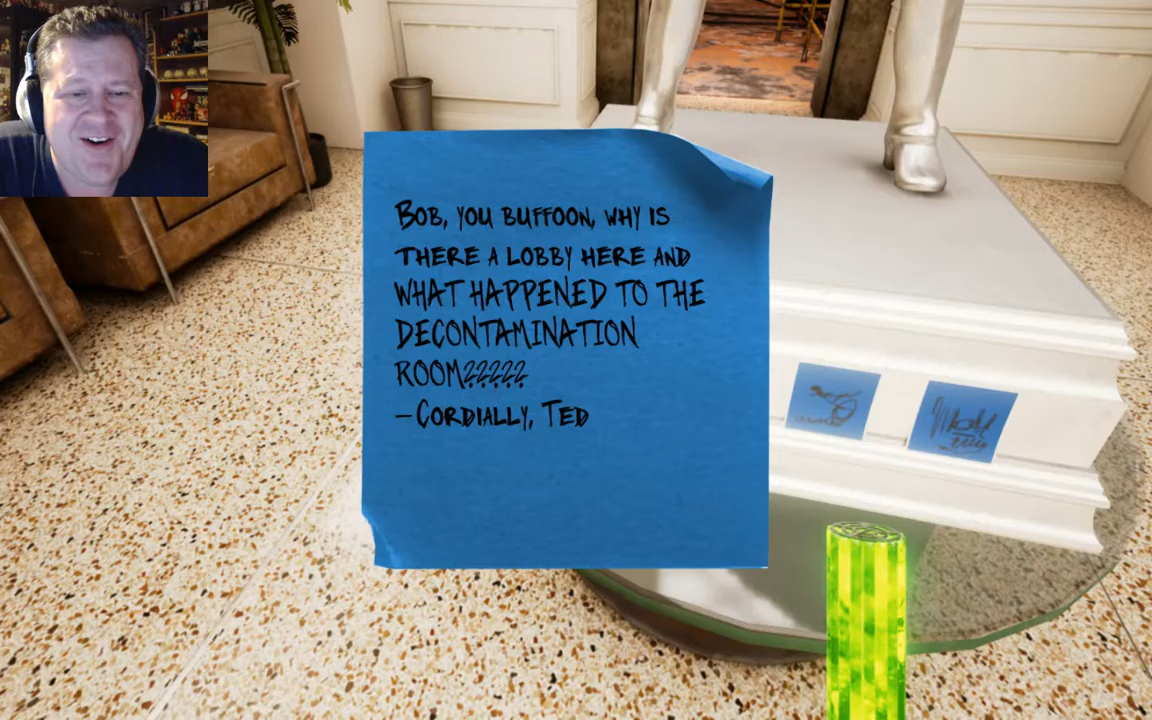 Bob, you buffoon, why is
there a lobby here and
WHAT HAPPENED TO THE
DECONTAMINATION
ROOM?????
–Cordially, Ted